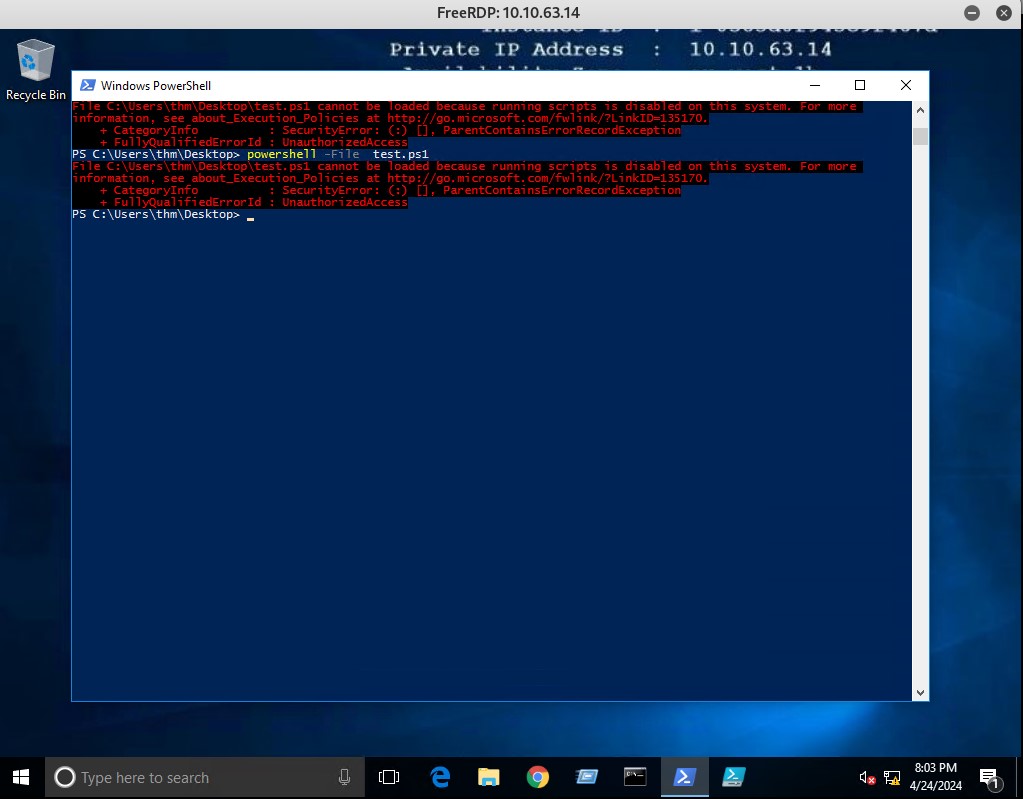 FreeRDP: 10.10.63.14
Private IP Address : 10.10.63.14
Recycle Bin
Windows PowerShell
File C:\Users\thm\Desktop\test.ps1 cannot be loaded because running scripts is disabled on this system. For more
information, see about_Execution_Policies at http://go.microsoft.com/fwlink/?LinkID=135170.
+ CategoryInfo : SecurityError: (:) [], ParentContainsErrorRecordException
+ FullyQualifiedErrorId : UnauthorizedAccess
PS C:\Users\thm\Desktop> powershell -File test.ps1
File C:\Users\thm\Desktop\test.ps1 cannot be loaded because running scripts is disabled on this system. For more
information, see about_Execution_Policies at http://go.microsoft.com/fwlink/?LinkID=135170.
+ CategoryInfo : SecurityError: (:) [], ParentContainsErrorRecordException
+ FullyQualifiedErrorId : UnauthorizedAccess
PS C:\Users\thm\Desktop> _
Type here to search
8:03 PM
4/24/2024
1